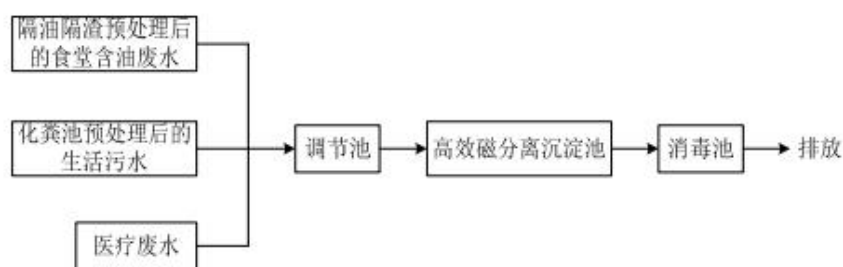 隔油隔渣预处理后
的食堂含油废水
化粪池预处理后的
生活污水
医疗废水
调节池
高效磁分离沉淀池
消毒池
排放